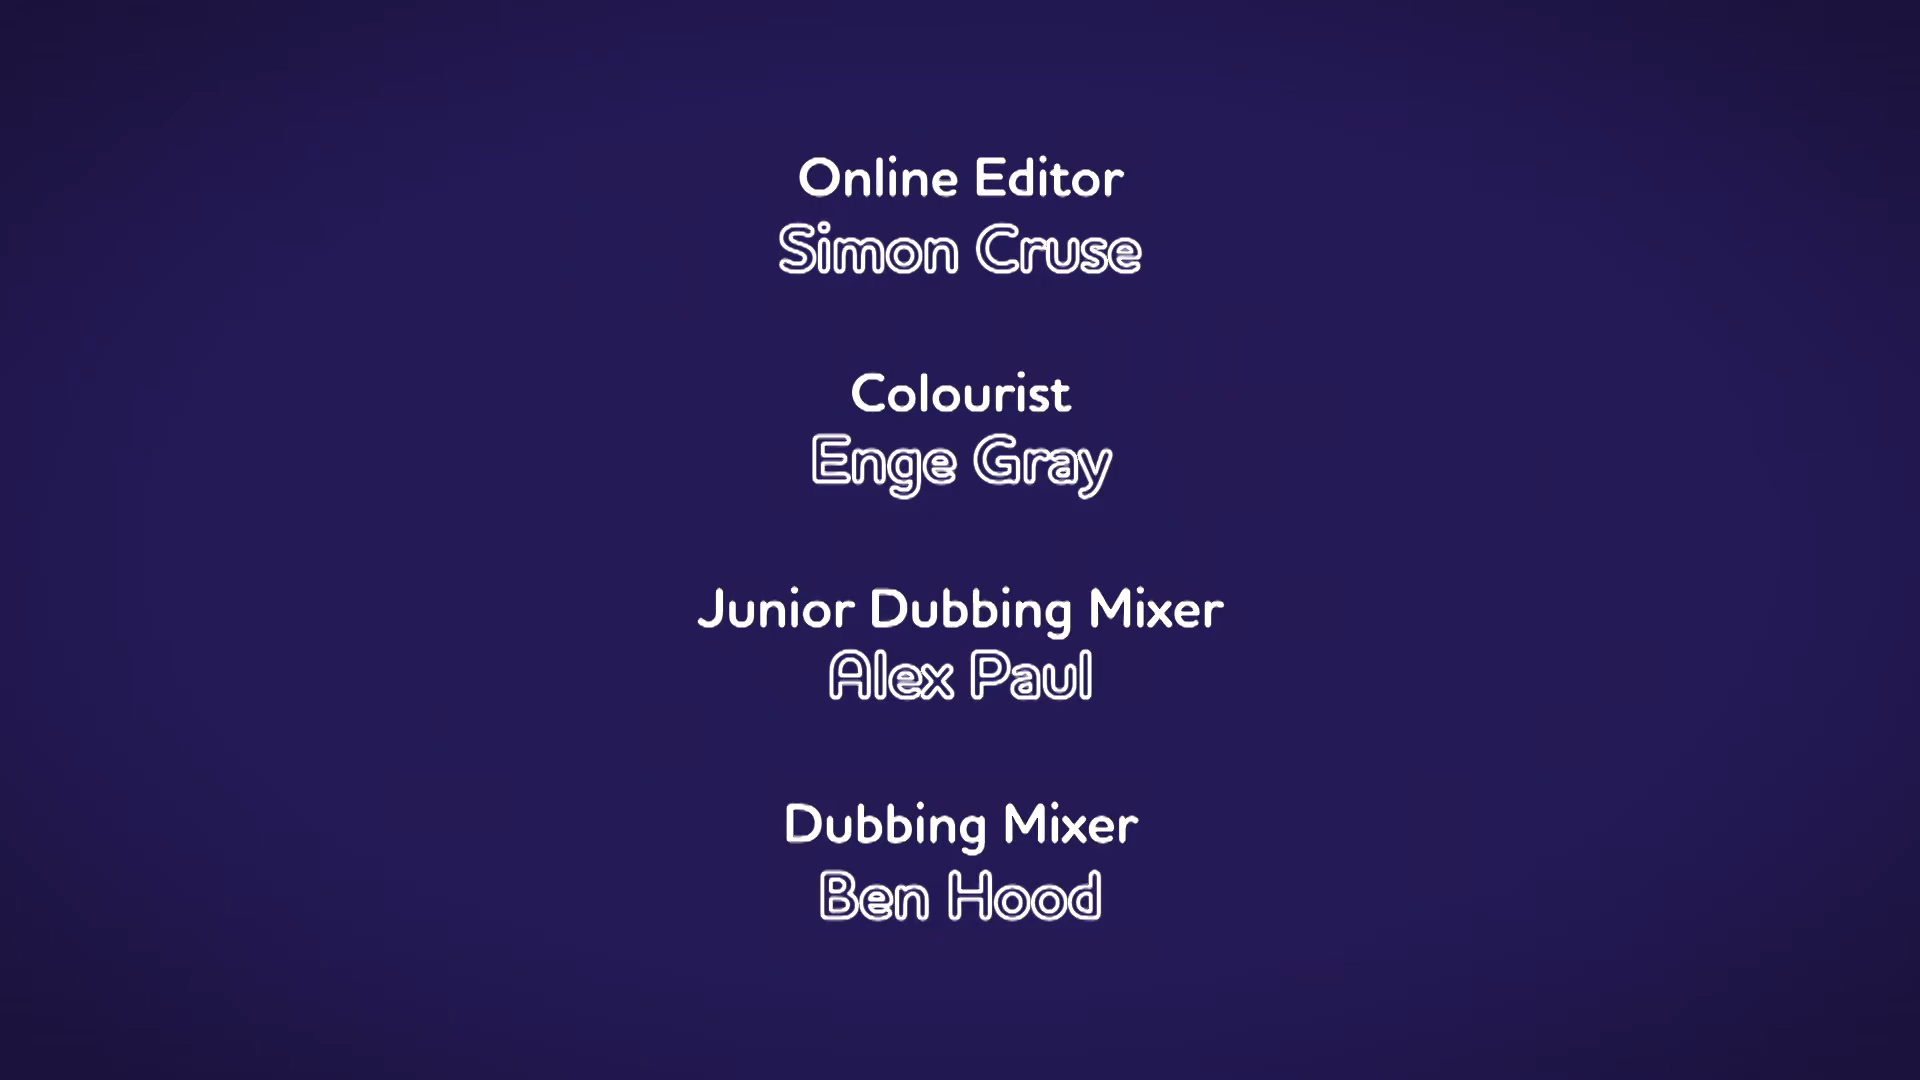 Online Editor
Simon Cruse
Colourist
Enge Gray
Junior Dubbing Mixer
Alex Paul
Dubbing Mixer
Ben Hood